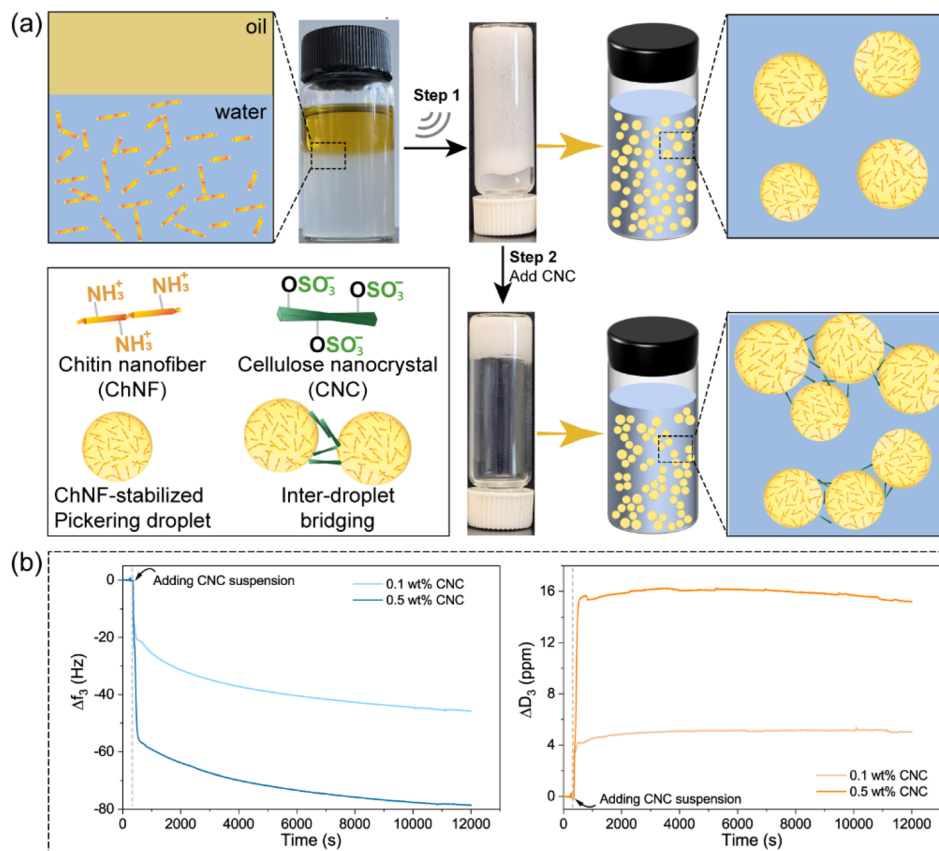 (a)
oil
water
Step 1
Step 2
Add CNC
NH₃⁺ NH₃⁺
NH₃⁺
OSO₃⁻ OSO₃⁻
OSO₃⁻
Chitin nanofiber
(ChNF)
Cellulose nanocrystal
(CNC)
ChNF-stabilized
Pickering droplet
Inter-droplet
bridging
(b)
Adding CNC suspension
0.1 wt% CNC
0.5 wt% CNC
Δf₃ (Hz)
0
-20
-40
-60
-80
0 2000 4000 6000 8000 10000 12000
Time (s)
0.1 wt% CNC
0.5 wt% CNC
Adding CNC suspension
ΔD₃ (ppm)
16
12
8
4
0
0 2000 4000 6000 8000 10000 12000
Time (s)